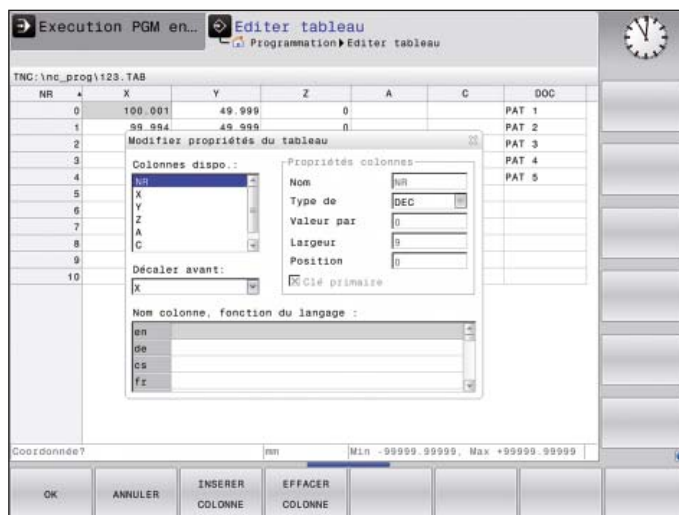 Execution PGM en...
Editer tableau
Programmation Editer tableau
TNC:\nc_prog\123.TAB
NR X Y Z A C DOC
0 100.001 49.999 0 PAT 1
1 99.994 49.999 0 PAT 2
2 PAT 3
3 PAT 4
4 PAT 5
5
6
7
8
9
10
Modifier propriétés du tableau
Colonnes dispo.:
NR
X
Y
Z
A
C
Décaler avant:
X
Propriétés colonnes
Nom NR
Type de DEC
Valeur par 0
Largeur 9
Position 0
Clé primaire
Nom colonne, fonction du langage :
en
de
cs
fr
Coordonnée? mm Min -99999.99999, Max +99999.99999
OK
ANNULER
INSERER COLONNE
EFFACER COLONNE